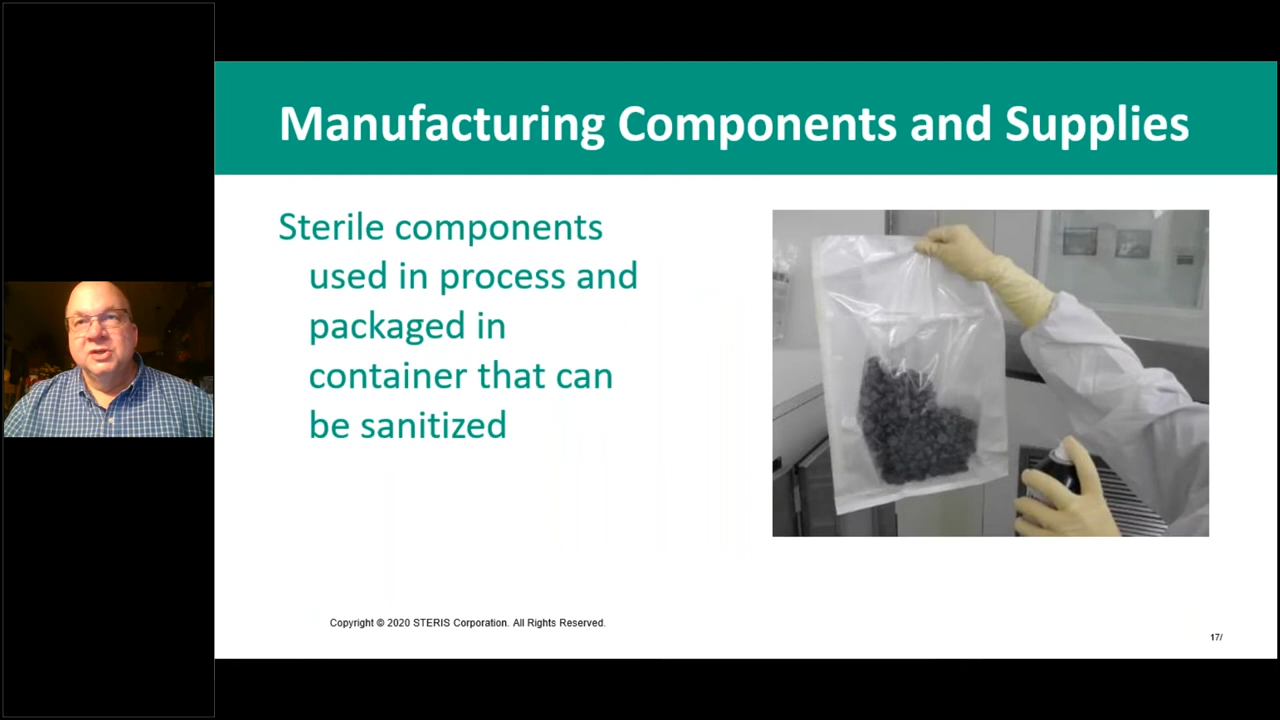 Manufacturing Components and Supplies
Sterile components
used in process and
packaged in
container that can
be sanitized
Copyright © 2020 STERIS Corporation. All Rights Reserved.
17/